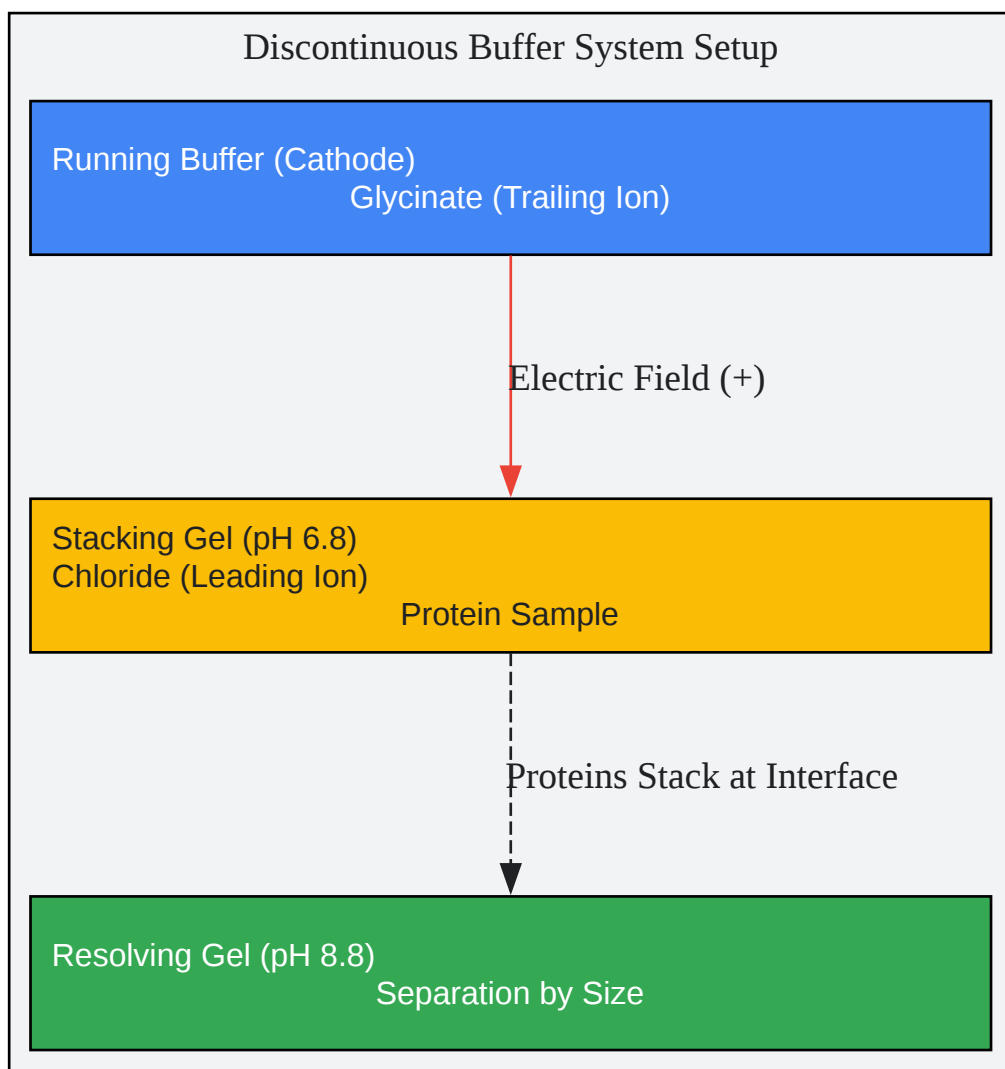 Discontinuous Buffer System Setup
Running Buffer (Cathode)
Glycinate (Trailing Ion)
Electric Field (+)
Stacking Gel (pH 6.8)
Chloride (Leading Ion)
Protein Sample
Proteins Stack at Interface
Resolving Gel (pH 8.8)
Separation by Size